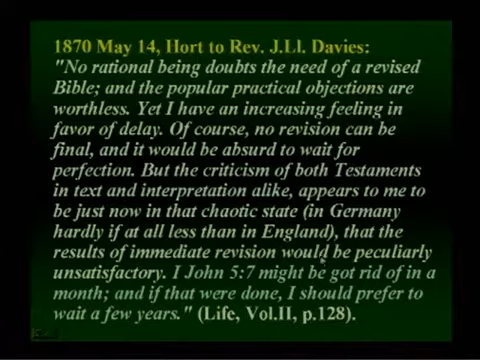 1870 May 14, Hort to Rev. J.Ll. Davies:
"No rational being doubts the need of a revised
Bible; and the popular practical objections are
worthless. Yet I have an increasing feeling in
favor of delay. Of course, no revision can be
final, and it would be absurd to wait for
perfection. But the criticism of both Testaments
in text and interpretation alike, appears to me to
be just now in that chaotic state (in Germany
hardly if at all less than in England), that the
results of immediate revision would be peculiarly
unsatisfactory. I John 5:7 might be got rid of in a
month; and if that were done, I should prefer to
wait a few years." (Life, Vol.II, p.128).